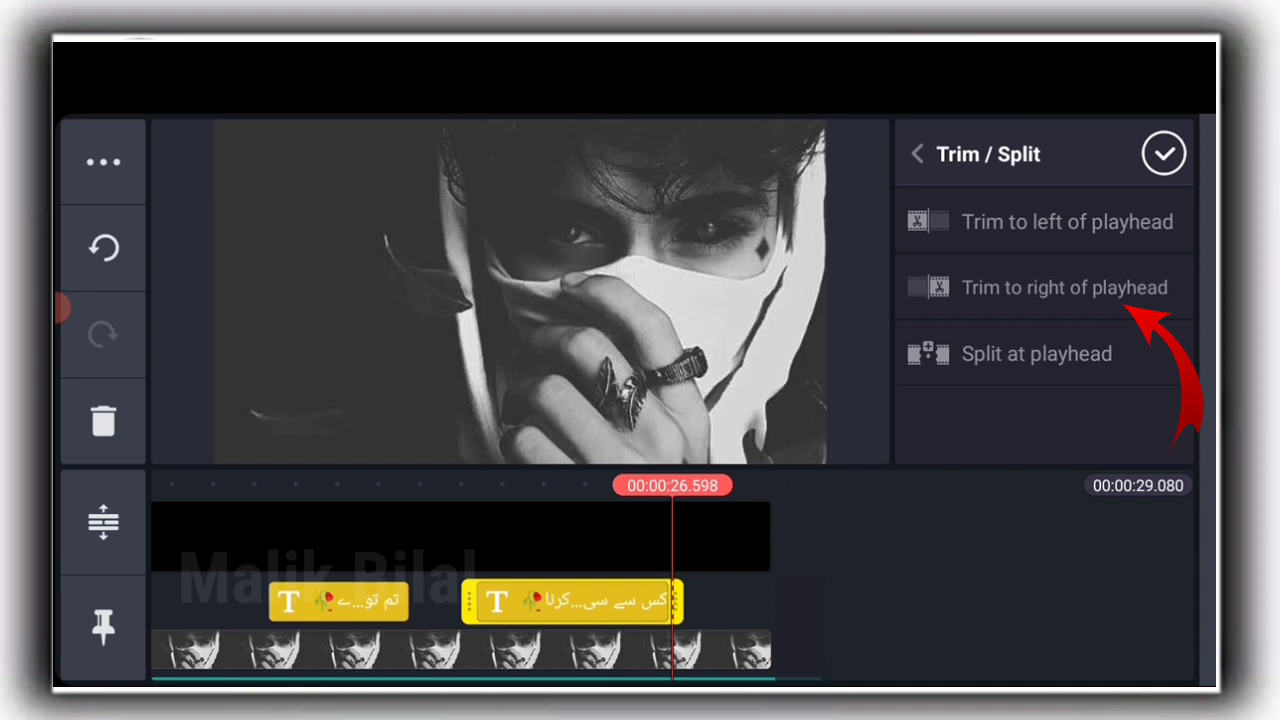 Trim / Split
Trim to left of playhead
Trim to right of playhead
Split at playhead
00:00:26.598
00:00:29.080
Malik Bilal
T تم تو...ے🥀
T کس سے سی...کرنا🥀